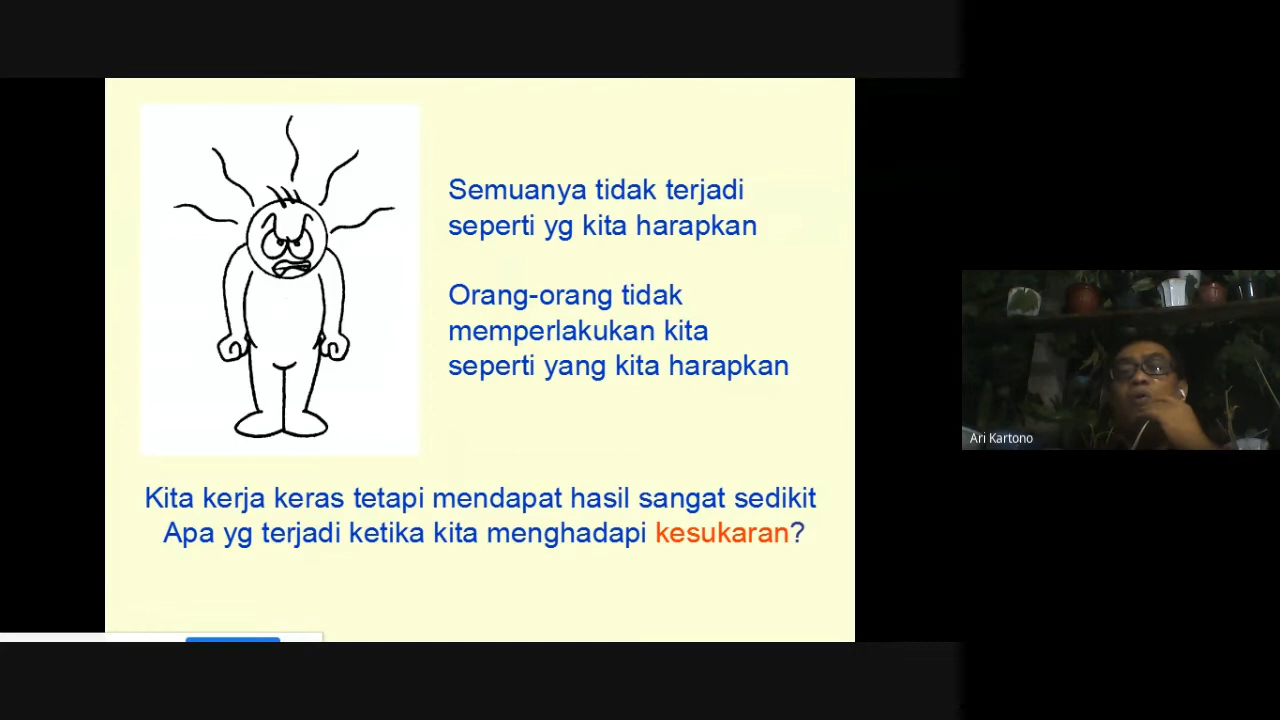 Semuanya tidak terjadi
seperti yg kita harapkan
Orang-orang tidak
memperlakukan kita
seperti yang kita harapkan
Kita kerja keras tetapi mendapat hasil sangat sedikit
Apa yg terjadi ketika kita menghadapi kesukaran?
Ari Kartono